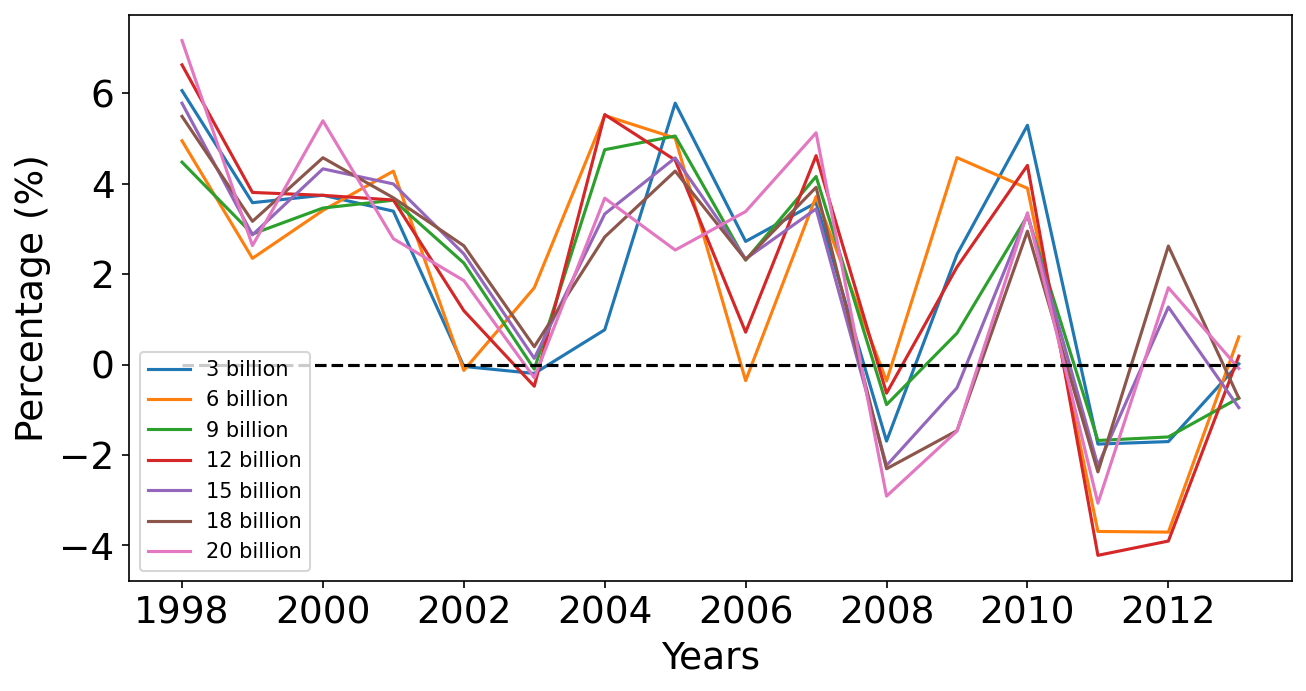 Percentage (%)
6
4
2
0
−2
−4
3 billion
6 billion
9 billion
12 billion
15 billion
18 billion
20 billion
1998 2000 2002 2004 2006 2008 2010 2012
Years